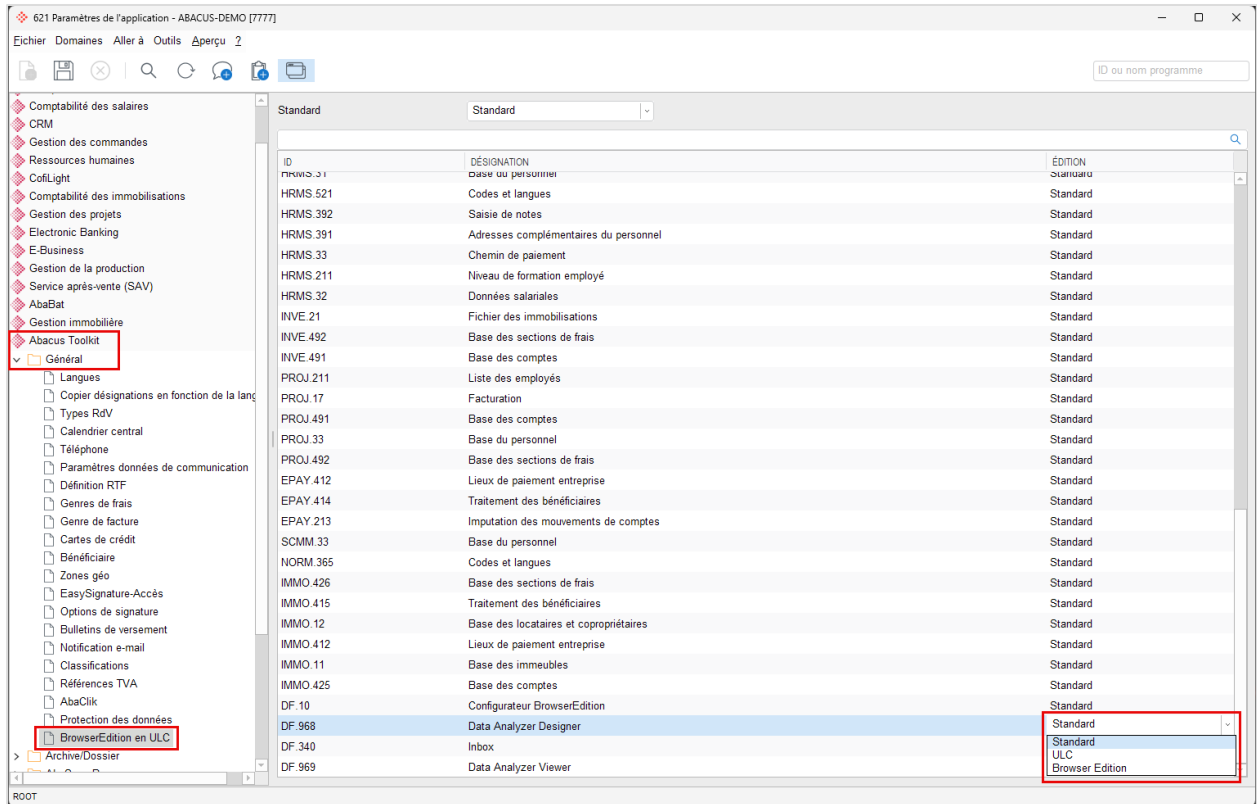 621 Paramètres de l'application - ABACUS-DEMO [7777]
Fichier Domaines Aller à Outils Aperçu ?
ID ou nom programme
Comptabilité des salaires
CRM
Gestion des commandes
Ressources humaines
CofiLight
Comptabilité des immobilisations
Gestion des projets
Electronic Banking
E-Business
Gestion de la production
Service après-vente (SAV)
AbaBat
Gestion immobilière
Abacus Toolkit
Général
Langues
Copier désignations en fonction de la lang
Types RdV
Calendrier central
Téléphone
Paramètres données de communication
Définition RTF
Genres de frais
Genre de facture
Cartes de crédit
Bénéficiaire
Zones géo
EasySignature-Accès
Options de signature
Bulletins de versement
Notification e-mail
Classifications
Références TVA
AbaClik
Protection des données
BrowserEdition en ULC
Archive/Dossier
Standard Standard
ID DÉSIGNATION ÉDITION
HRMS.31 Base du personnel Standard
HRMS.521 Codes et langues Standard
HRMS.392 Saisie de notes Standard
HRMS.391 Adresses complémentaires du personnel Standard
HRMS.33 Chemin de paiement Standard
HRMS.211 Niveau de formation employé Standard
HRMS.32 Données salariales Standard
INVE.21 Fichier des immobilisations Standard
INVE.492 Base des sections de frais Standard
INVE.491 Base des comptes Standard
PROJ.211 Liste des employés Standard
PROJ.17 Facturation Standard
PROJ.491 Base des comptes Standard
PROJ.33 Base du personnel Standard
PROJ.492 Base des sections de frais Standard
EPAY.412 Lieux de paiement entreprise Standard
EPAY.414 Traitement des bénéficiaires Standard
EPAY.213 Imputation des mouvements de comptes Standard
SCMM.33 Base du personnel Standard
NORM.365 Codes et langues Standard
IMMO.426 Base des sections de frais Standard
IMMO.415 Traitement des bénéficiaires Standard
IMMO.12 Base des locataires et copropriétaires Standard
IMMO.412 Lieux de paiement entreprise Standard
IMMO.11 Base des immeubles Standard
IMMO.425 Base des comptes Standard
DF.10 Configurateur BrowserEdition Standard
DF.968 Data Analyzer Designer Standard
DF.340 Inbox
DF.969 Data Analyzer Viewer
Standard
ULC
Browser Edition
ROOT